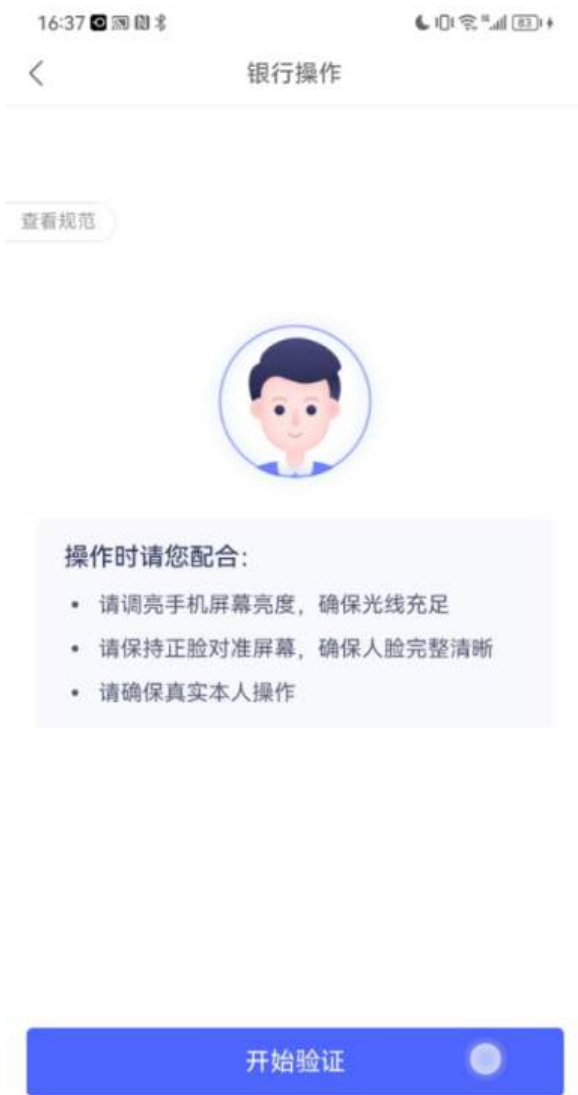 16:37
83
银行操作
查看规范
操作时请您配合：
• 请调亮手机屏幕亮度，确保光线充足
• 请保持正脸对准屏幕，确保人脸完整清晰
• 请确保真实本人操作
开始验证